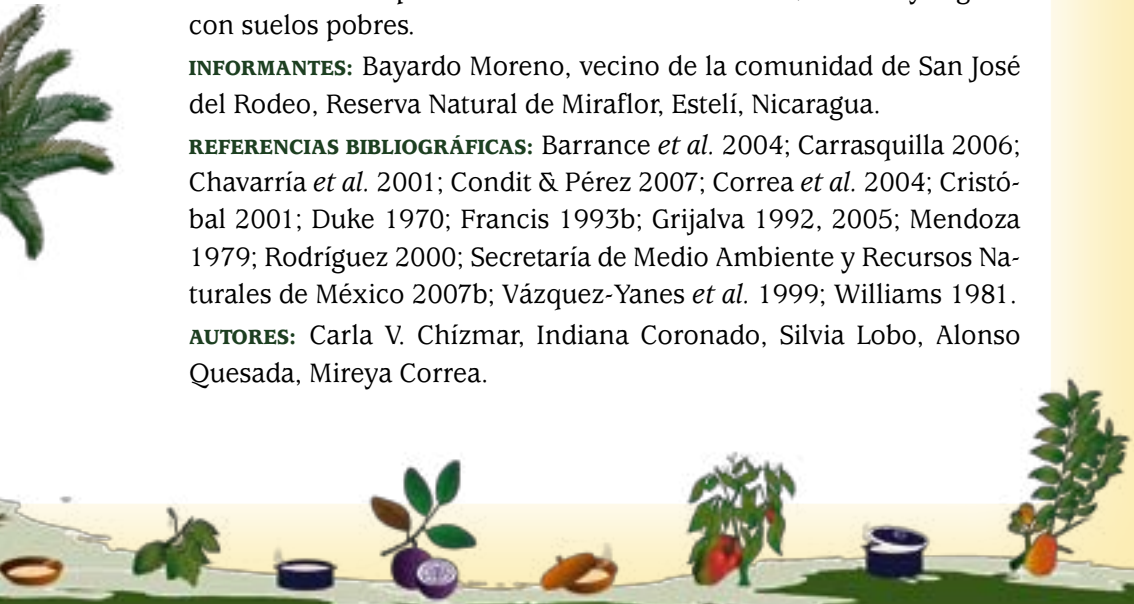 con suelos pobres.
INFORMANTES: Bayardo Moreno, vecino de la comunidad de San José
del Rodeo, Reserva Natural de Miraflor, Estelí, Nicaragua.
REFERENCIAS BIBLIOGRÁFICAS: Barrance et al. 2004; Carrasquilla 2006;
Chavarría et al. 2001; Condit & Pérez 2007; Correa et al. 2004; Cristó-
bal 2001; Duke 1970; Francis 1993b; Grijalva 1992, 2005; Mendoza
1979; Rodríguez 2000; Secretaría de Medio Ambiente y Recursos Na-
turales de México 2007b; Vázquez-Yanes et al. 1999; Williams 1981.
AUTORES: Carla V. Chízmar, Indiana Coronado, Silvia Lobo, Alonso
Quesada, Mireya Correa.